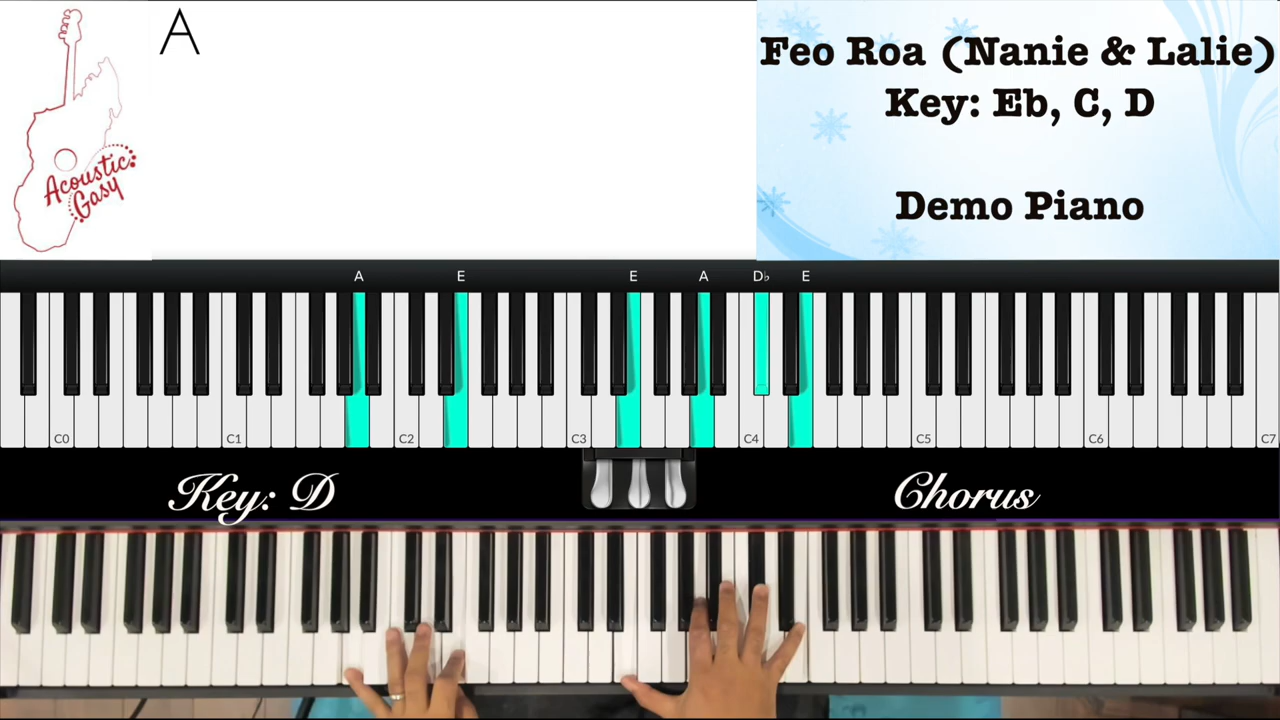 Acoustic
Gasy
A
Feo Roa (Nanie & Lalie)
Key: Eb, C, D
Demo Piano
A E E A D♭ E
C0 C1 C2 C3 C4 C5 C6 C7
Key: D
Chorus